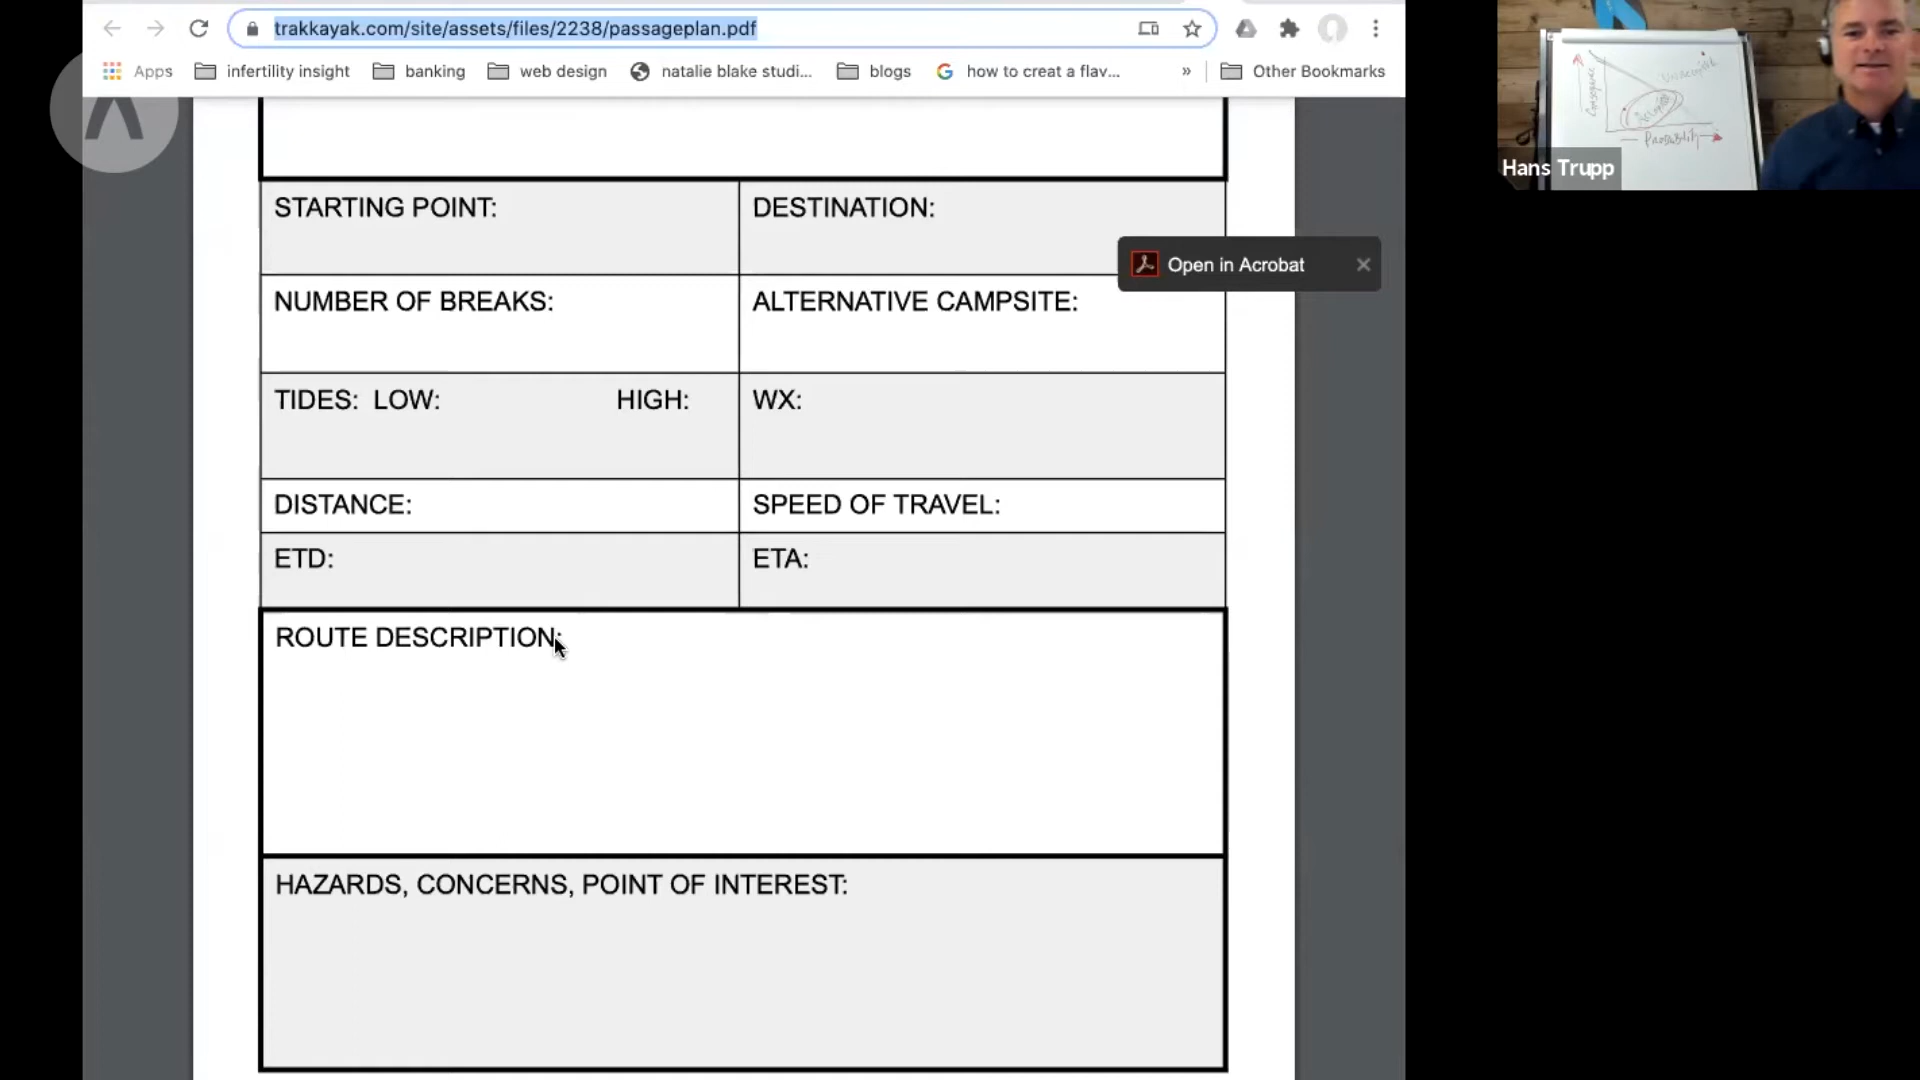 trakkayak.com/site/assets/files/2238/passageplan.pdf
Apps infertility insight banking web design natalie blake studi... blogs how to creat a flav... » Other Bookmarks
STARTING POINT: DESTINATION:
Open in Acrobat
NUMBER OF BREAKS: ALTERNATIVE CAMPSITE:
TIDES: LOW: HIGH: WX:
DISTANCE: SPEED OF TRAVEL:
ETD: ETA:
ROUTE DESCRIPTION:
HAZARDS, CONCERNS, POINT OF INTEREST:
Probability
Hans Trupp